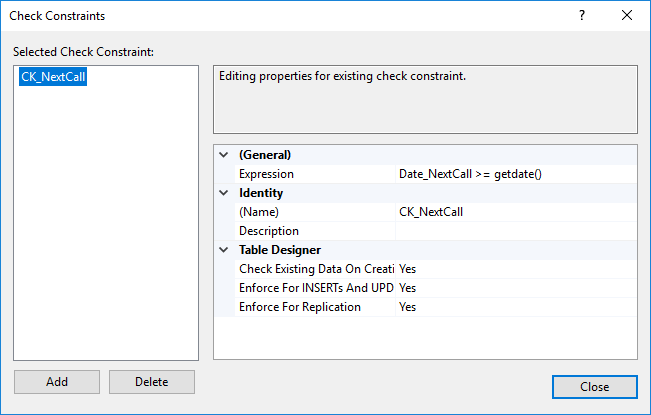 Check Constraints
Selected Check Constraint:
CK_NextCall
Editing properties for existing check constraint.
(General)
Expression Date_NextCall >= getdate()
Identity
(Name) CK_NextCall
Description
Table Designer
Check Existing Data On Creati Yes
Enforce For INSERTs And UPD Yes
Enforce For Replication Yes
Add Delete
Close